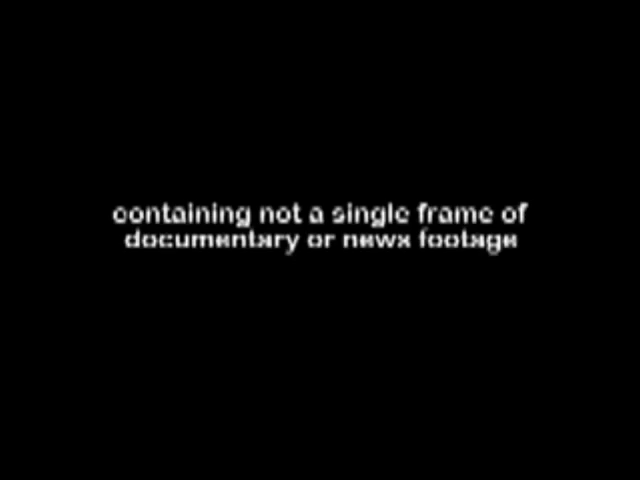 containing not a single frame of
documentary or news footage